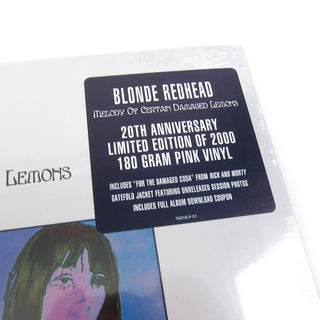 BLONDE REDHEAD
MELODY OF CERTAIN DAMAGED LEMONS
20TH ANNIVERSARY
LIMITED EDITION OF 2000
180 GRAM PINK VINYL
INCLUDES "FOR THE DAMAGED CODA" FROM RICK AND MORTY
GATEFOLD JACKET FEATURING UNRELEASED SESSION PHOTOS
INCLUDES FULL ALBUM DOWNLOAD COUPON
LEMONS